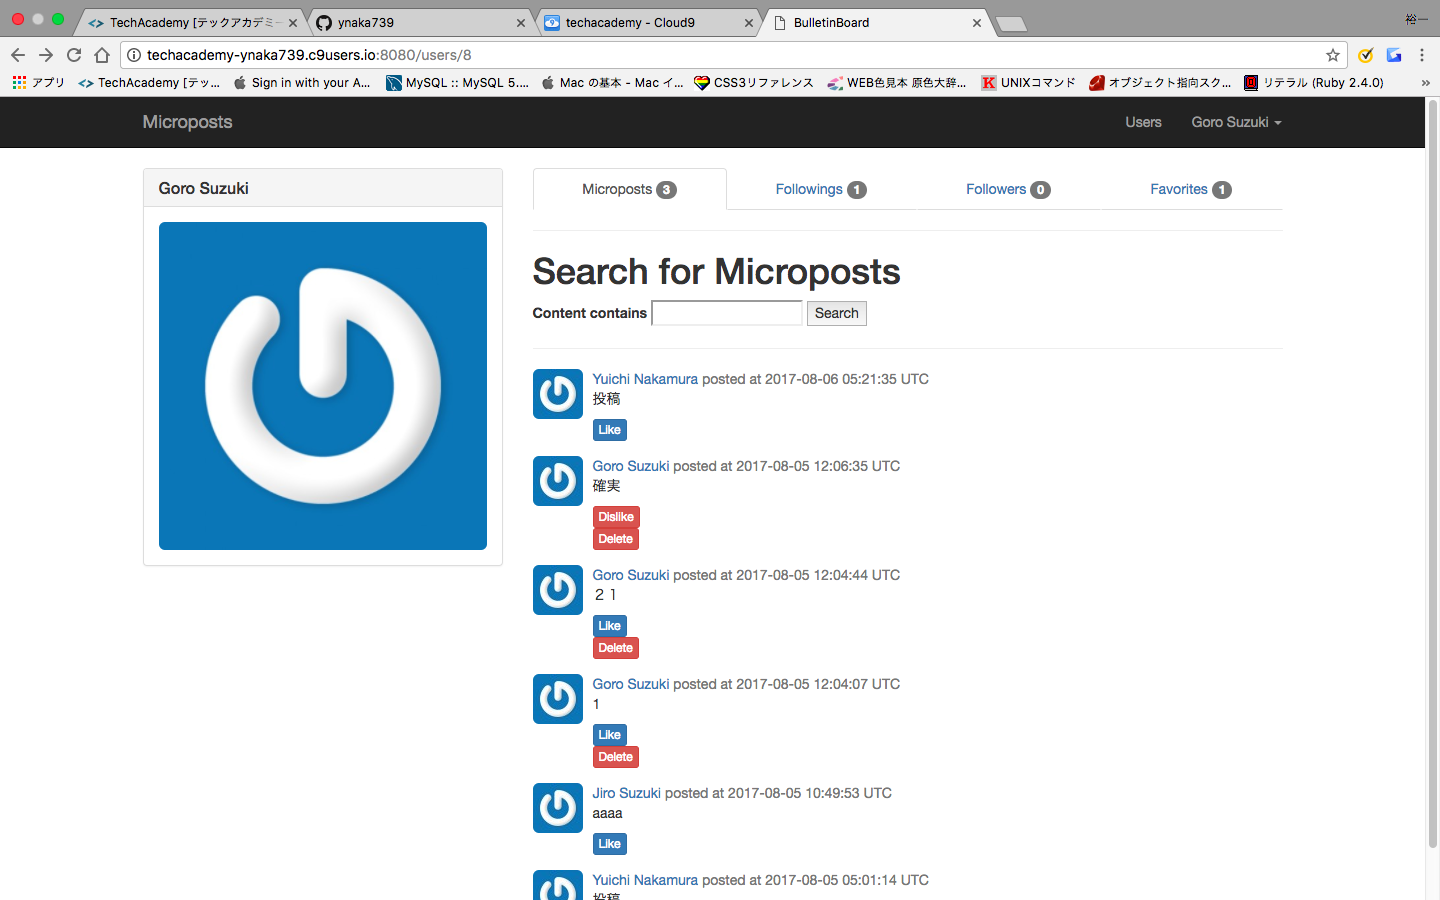 TechAcademy [テックアカデミー
ynaka739
techacademy - Cloud9
BulletinBoard
裕一
techacademy-ynaka739.c9users.io:8080/users/8
アプリ
TechAcademy [テッ...
Sign in with your A...
MySQL :: MySQL 5....
Mac の基本 - Mac イ...
CSS3リファレンス
WEB色見本 原色大辞...
UNIXコマンド
オブジェクト指向スク...
リテラル (Ruby 2.4.0)
»
Microposts
Users
Goro Suzuki
Goro Suzuki
Microposts 3
Followings 1
Followers 0
Favorites 1
Search for Microposts
Content contains
Search
Yuichi Nakamura posted at 2017-08-06 05:21:35 UTC
投稿
Like
Goro Suzuki posted at 2017-08-05 12:06:35 UTC
確実
Dislike
Delete
Goro Suzuki posted at 2017-08-05 12:04:44 UTC
２１
Like
Delete
Goro Suzuki posted at 2017-08-05 12:04:07 UTC
1
Like
Delete
Jiro Suzuki posted at 2017-08-05 10:49:53 UTC
aaaa
Like
Yuichi Nakamura posted at 2017-08-05 05:01:14 UTC
投稿